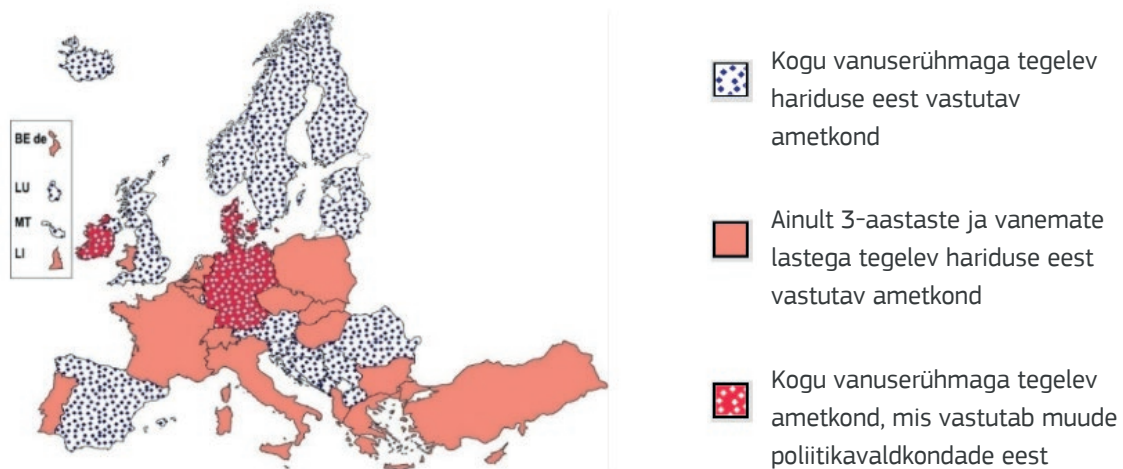 BE de
LU
MT
LI
Kogu vanuserühmaga tegelev
hariduse eest vastutav
ametkond
Ainult 3-aastaste ja vanemate
lastega tegelev hariduse eest
vastutav ametkond
Kogu vanuserühmaga tegelev
ametkond, mis vastutab muude
poliitikavaldkondade eest